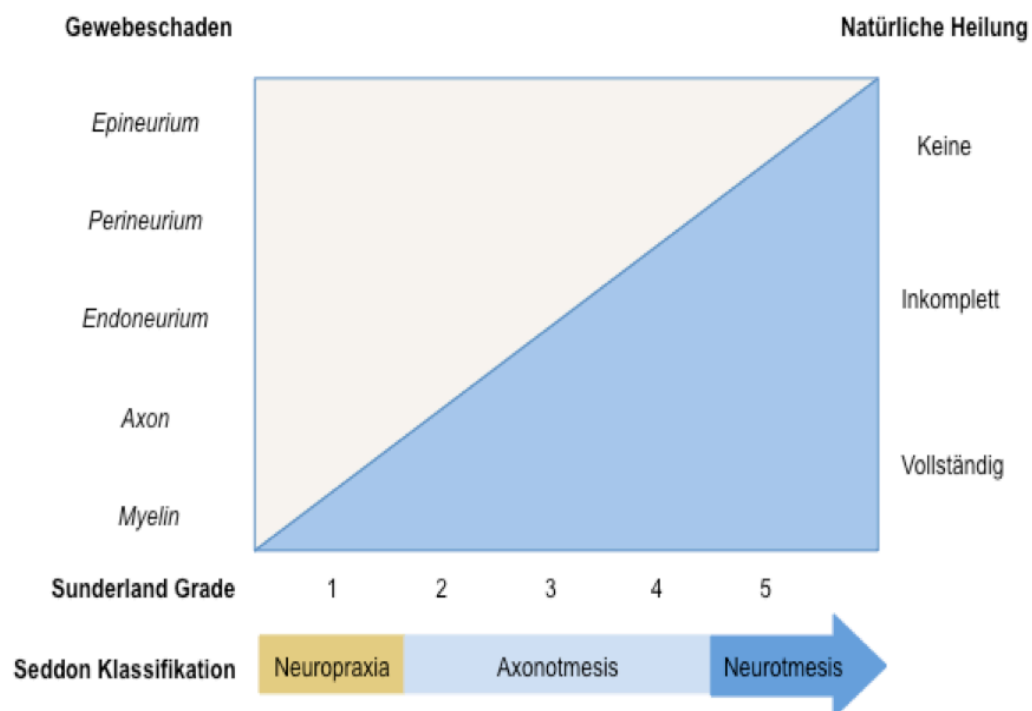 Gewebeschaden
Natürliche Heilung
Epineurium
Keine
Perineurium
Endoneurium
Inkomplett
Axon
Vollständig
Myelin
Sunderland Grade 1 2 3 4 5
Seddon Klassifikation Neuropraxia Axonotmesis Neurotmesis